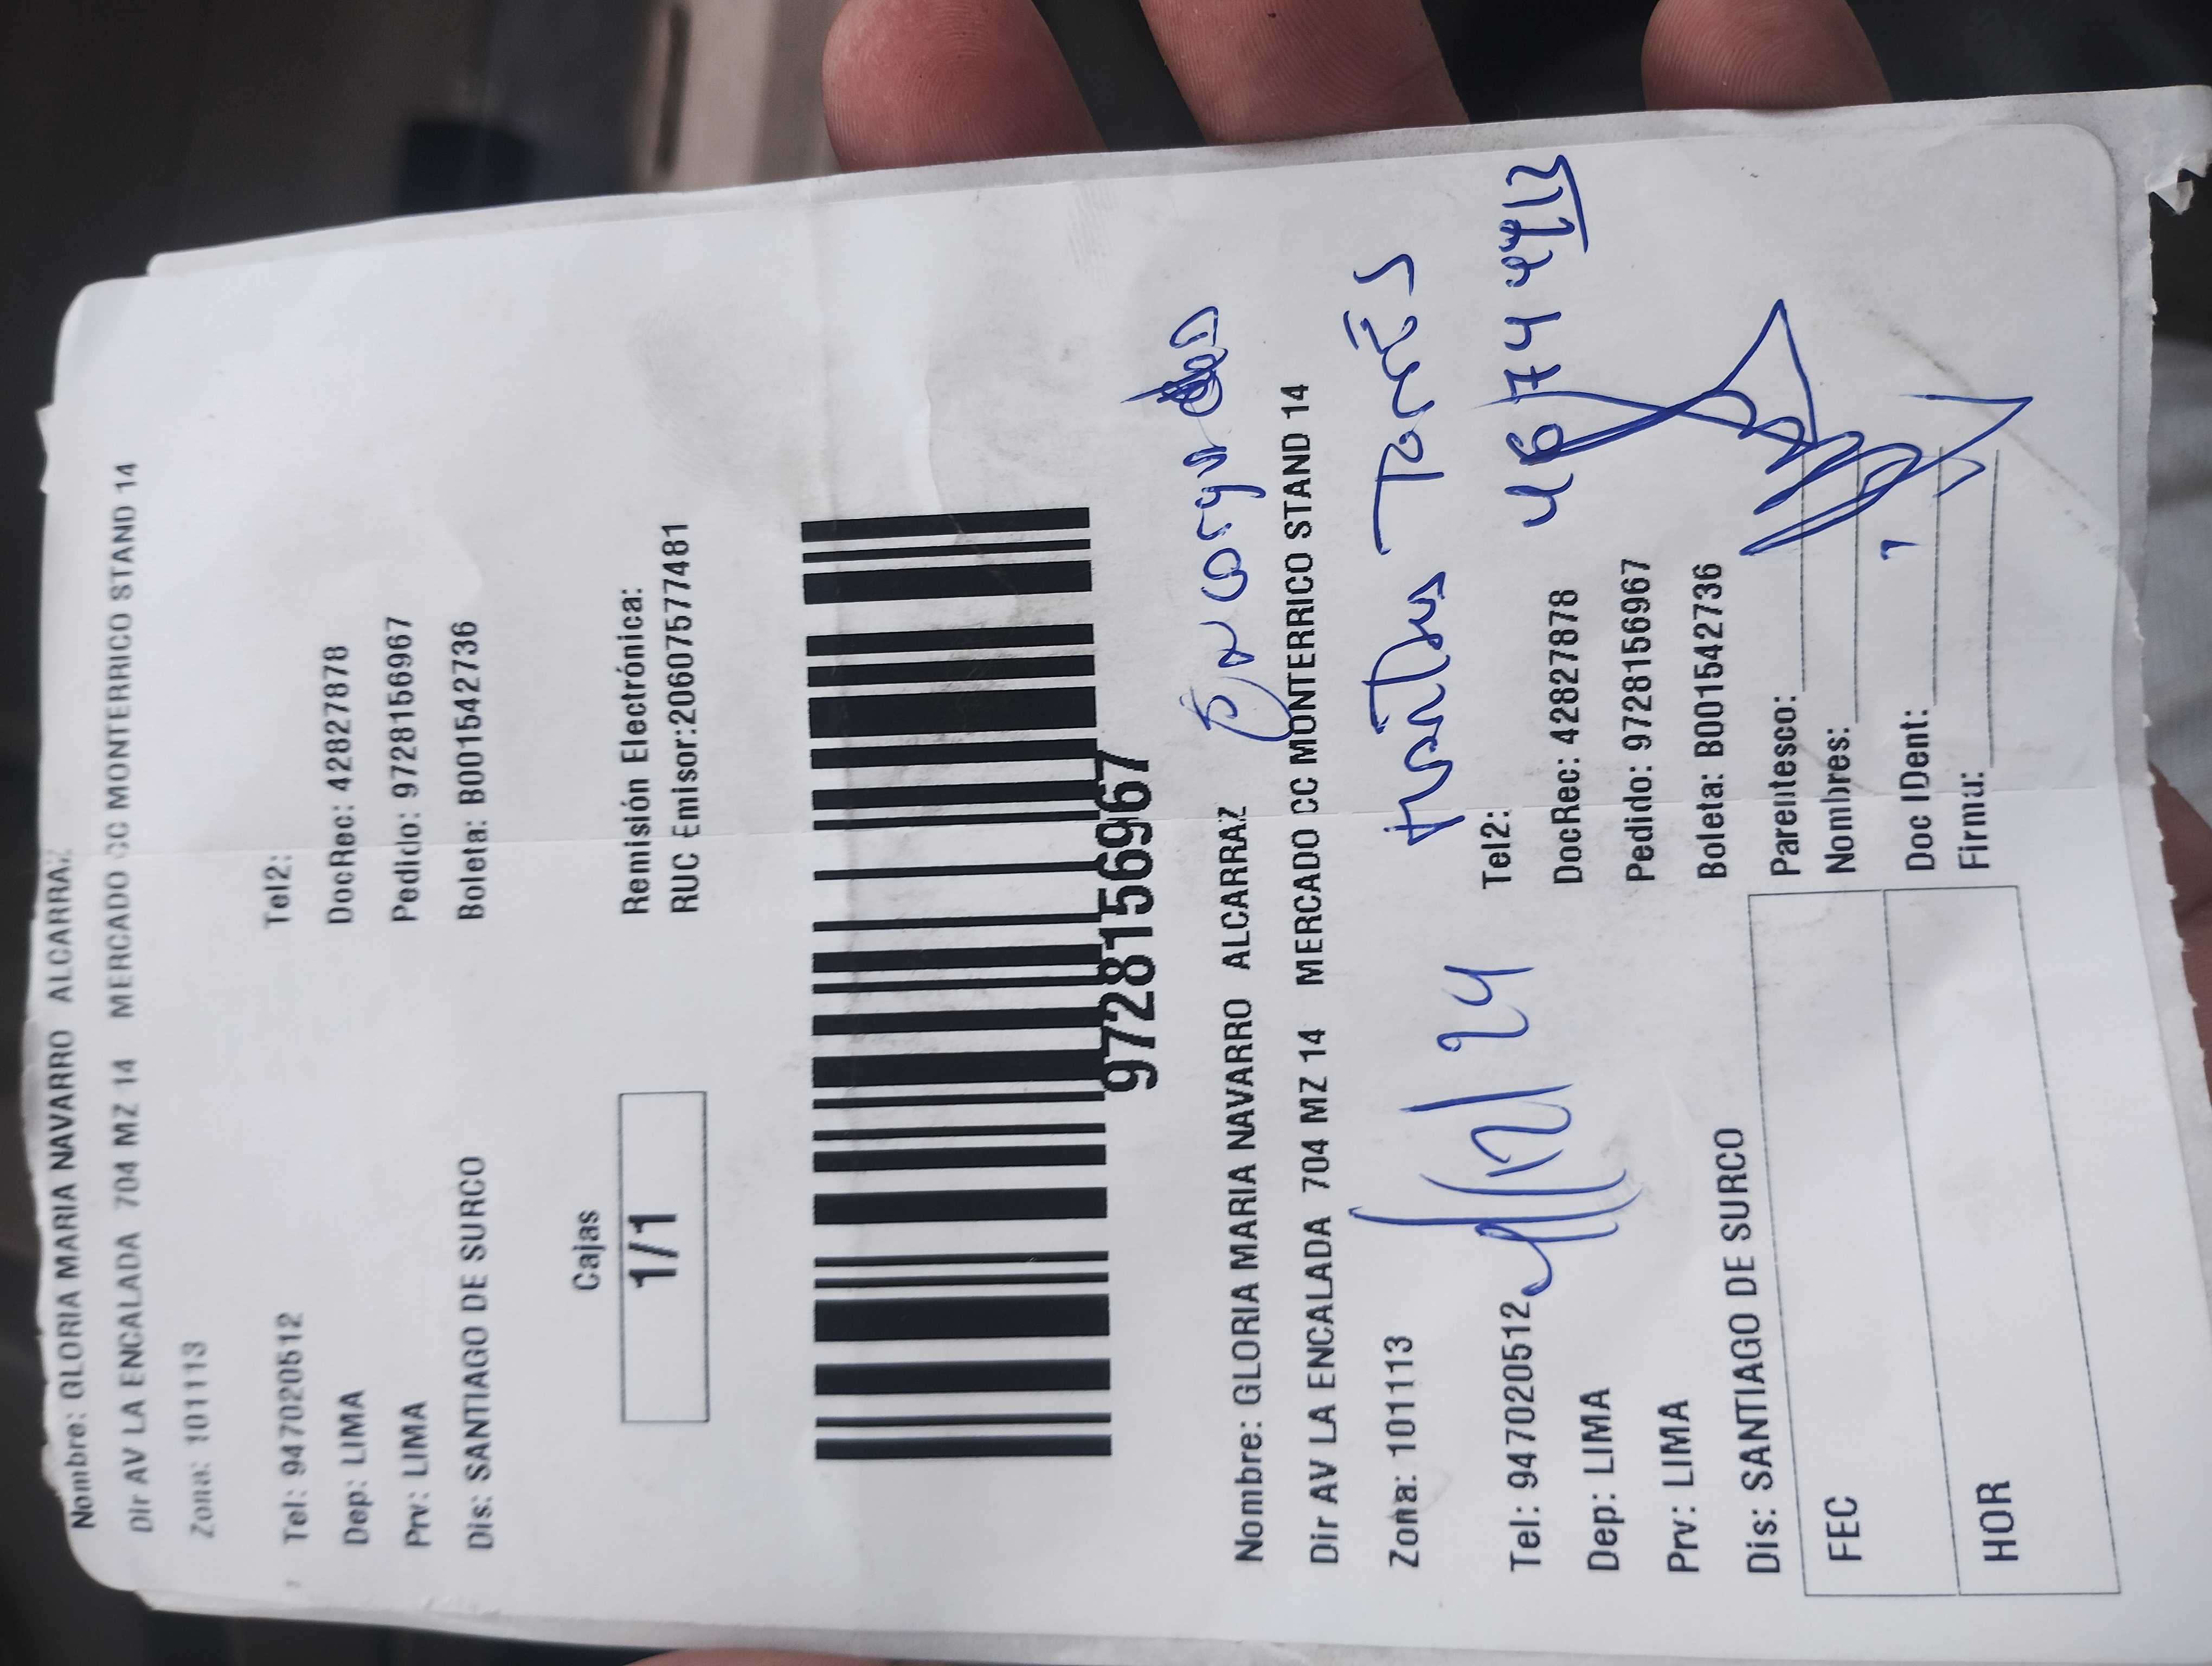 Nombre: GLORIA MARIA NAVARRO ALCARRAZ
Dir AV LA ENCALADA 704 MZ 14 MERCADO CC MONTERRICO STAND 14
Zona: 101113
Tel: 947020512 Tel2:
Dep: LIMA DocRec: 42827878
Prv: LIMA Pedido: 9728156967
Dis: SANTIAGO DE SURCO Boleta: B001542736
Cajas
1/1
Remisión Electrónica:
RUC Emisor:20607577481
9728156967
Nombre: GLORIA MARIA NAVARRO ALCARRAZ
Dir AV LA ENCALADA 704 MZ 14 MERCADO CC MONTERRICO STAND 14
Zona: 101113
Torres
Tel: 947020512 Tel2:
Dep: LIMA DocRec: 42827878
Prv: LIMA Pedido: 9728156967
Dis: SANTIAGO DE SURCO Boleta: B001542736
FEC
HOR
Parentesco:
Nombres:
Doc IDent:
Firma: